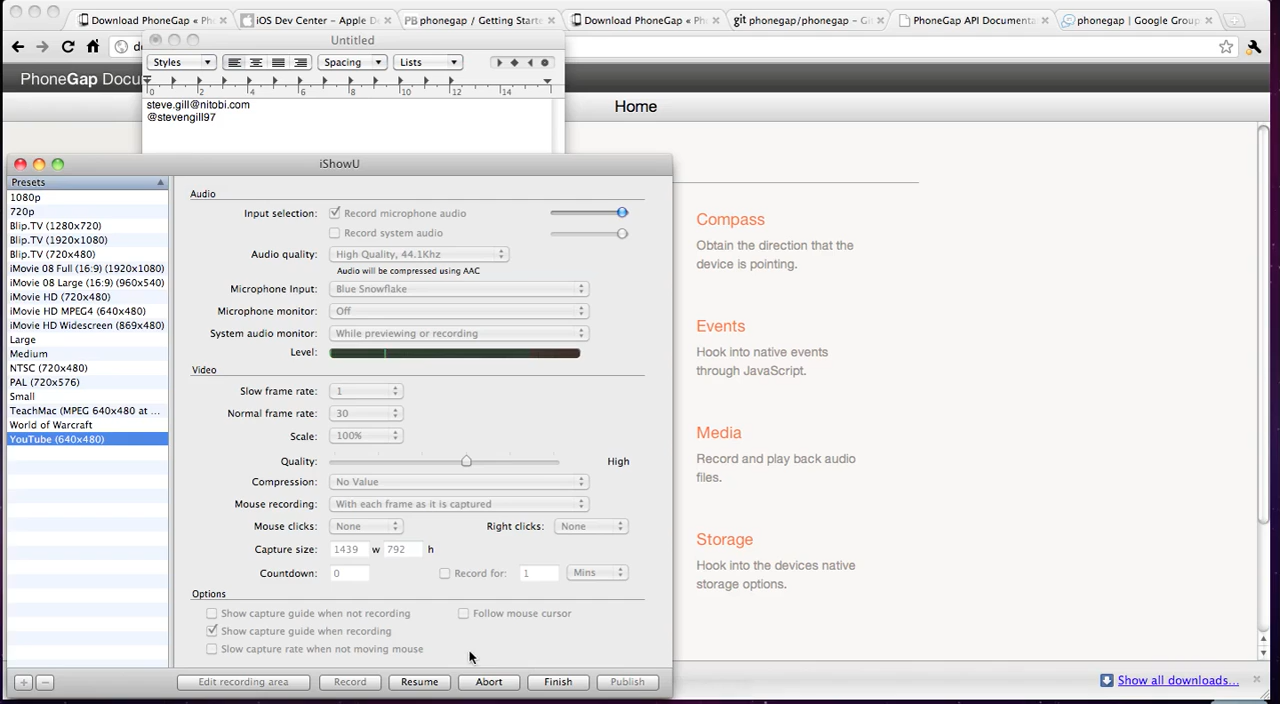 Download PhoneGap « P
iOS Dev Center - Apple De
PB phonegap / Getting Starte
Download PhoneGap « P
git phonegap/phonegap - Gi
PhoneGap API Documenta
phonegap | Google Group
Untitled
Styles
Spacing
Lists
0 2 4 6 8 10 12 14
steve.gill@nitobi.com
@stevengill97
PhoneGap Docu
Home
iShowU
Presets
1080p
720p
Blip.TV (1280x720)
Blip.TV (1920x1080)
Blip.TV (720x480)
iMovie 08 Full (16:9) (1920x1080)
iMovie 08 Large (16:9) (960x540)
iMovie HD (720x480)
iMovie HD MPEG4 (640x480)
iMovie HD Widescreen (869x480)
Large
Medium
NTSC (720x480)
PAL (720x576)
Small
TeachMac (MPEG 640x480 at ...
World of Warcraft
YouTube (640x480)
Audio
Input selection: Record microphone audio
Record system audio
Audio quality: High Quality, 44.1Khz
Audio will be compressed using AAC
Microphone Input: Blue Snowflake
Microphone monitor: Off
System audio monitor: While previewing or recording
Level:
Video
Slow frame rate: 1
Normal frame rate: 30
Scale: 100%
Quality: High
Compression: No Value
Mouse recording: With each frame as it is captured
Mouse clicks: None Right clicks: None
Capture size: 1439 w 792 h
Countdown: 0 Record for: 1 Mins
Options
Show capture guide when not recording Follow mouse cursor
Show capture guide when recording
Slow capture rate when not moving mouse
Edit recording area Record Resume Abort Finish Publish
Compass
Obtain the direction that the
device is pointing.
Events
Hook into native events
through JavaScript.
Media
Record and play back audio
files.
Storage
Hook into the devices native
storage options.
Show all downloads...